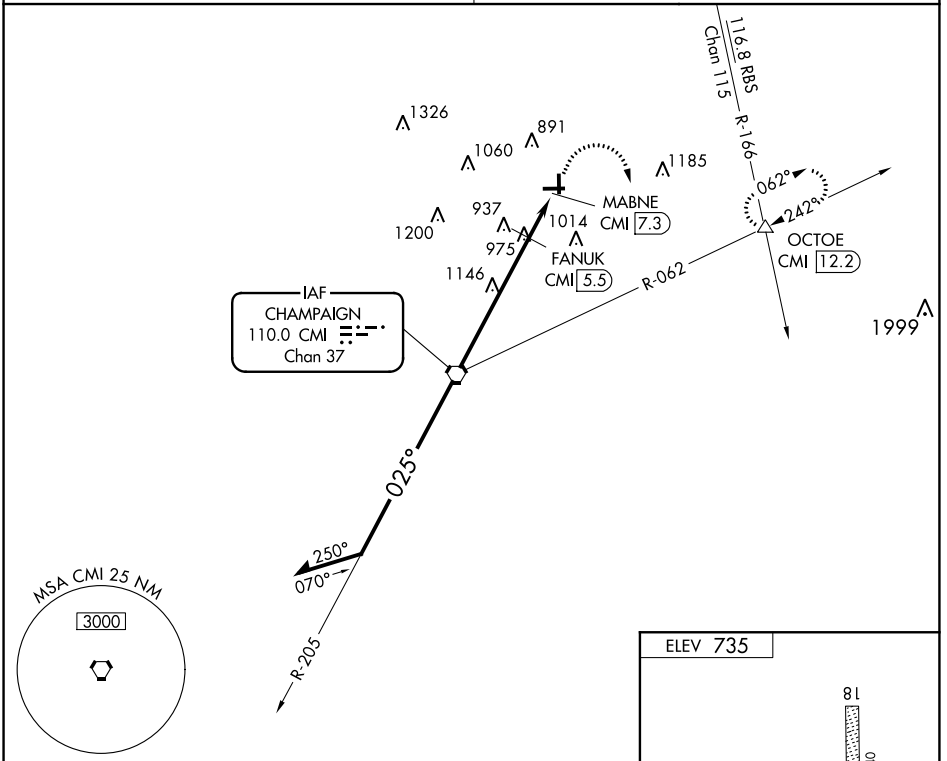 116.8 RBS
Chan 115
R-166
1326
891
1060
1185
062°
242°
MABNE
CMI 7.3
937
1014
1200
975
OCTOE
CMI 12.2
FANUK
CMI 5.5
R-062
1146
IAF
CHAMPAIGN
110.0 CMI
Chan 37
1999
025°
250°
070°
R-205
MSA CMI 25 NM
3000
ELEV 735
18